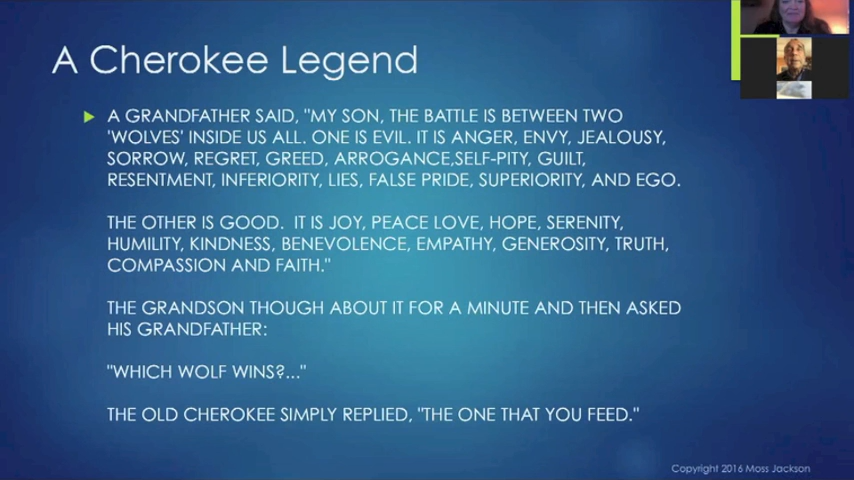 A Cherokee Legend
A GRANDFATHER SAID, "MY SON, THE BATTLE IS BETWEEN TWO
'WOLVES' INSIDE US ALL. ONE IS EVIL. IT IS ANGER, ENVY, JEALOUSY,
SORROW, REGRET, GREED, ARROGANCE,SELF-PITY, GUILT,
RESENTMENT, INFERIORITY, LIES, FALSE PRIDE, SUPERIORITY, AND EGO.
THE OTHER IS GOOD. IT IS JOY, PEACE LOVE, HOPE, SERENITY,
HUMILITY, KINDNESS, BENEVOLENCE, EMPATHY, GENEROSITY, TRUTH,
COMPASSION AND FAITH."
THE GRANDSON THOUGH ABOUT IT FOR A MINUTE AND THEN ASKED
HIS GRANDFATHER:
"WHICH WOLF WINS?..."
THE OLD CHEROKEE SIMPLY REPLIED, "THE ONE THAT YOU FEED."
Copyright 2016 Moss Jackson